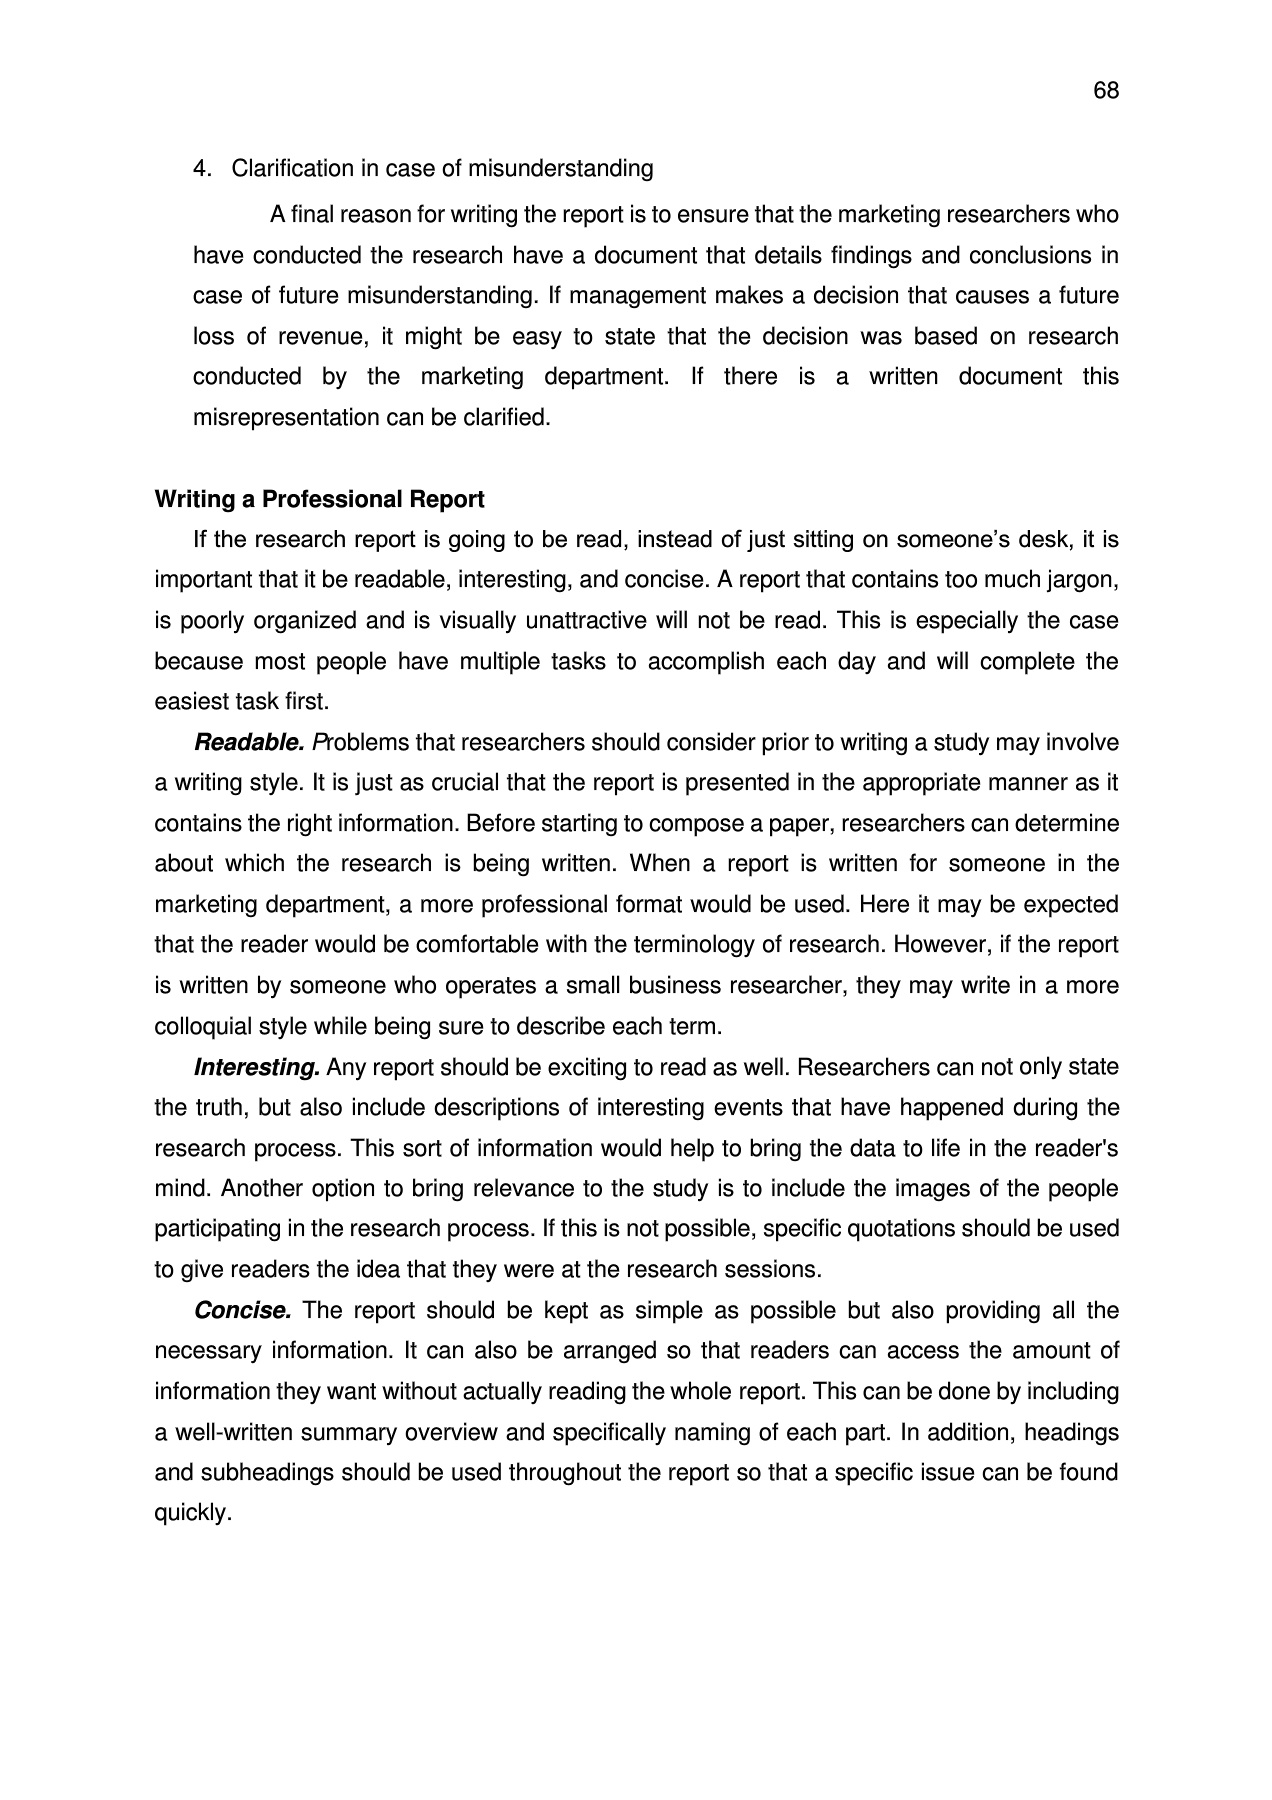 68
4. Clarification in case of misunderstanding
A final reason for writing the report is to ensure that the marketing researchers who
have conducted the research have a document that details findings and conclusions in
case of future misunderstanding. If management makes a decision that causes a future
loss of revenue, it might be easy to state that the decision was based on research
conducted by the marketing department. If there is a written document this
misrepresentation can be clarified.
Writing a Professional Report
If the research report is going to be read, instead of just sitting on someone’s desk, it is
important that it be readable, interesting, and concise. A report that contains too much jargon,
is poorly organized and is visually unattractive will not be read. This is especially the case
because most people have multiple tasks to accomplish each day and will complete the
easiest task first.
Readable. Problems that researchers should consider prior to writing a study may involve
a writing style. It is just as crucial that the report is presented in the appropriate manner as it
contains the right information. Before starting to compose a paper, researchers can determine
about which the research is being written. When a report is written for someone in the
marketing department, a more professional format would be used. Here it may be expected
that the reader would be comfortable with the terminology of research. However, if the report
is written by someone who operates a small business researcher, they may write in a more
colloquial style while being sure to describe each term.
Interesting. Any report should be exciting to read as well. Researchers can not only state
the truth, but also include descriptions of interesting events that have happened during the
research process. This sort of information would help to bring the data to life in the reader's
mind. Another option to bring relevance to the study is to include the images of the people
participating in the research process. If this is not possible, specific quotations should be used
to give readers the idea that they were at the research sessions.
Concise. The report should be kept as simple as possible but also providing all the
necessary information. It can also be arranged so that readers can access the amount of
information they want without actually reading the whole report. This can be done by including
a well-written summary overview and specifically naming of each part. In addition, headings
and subheadings should be used throughout the report so that a specific issue can be found
quickly.